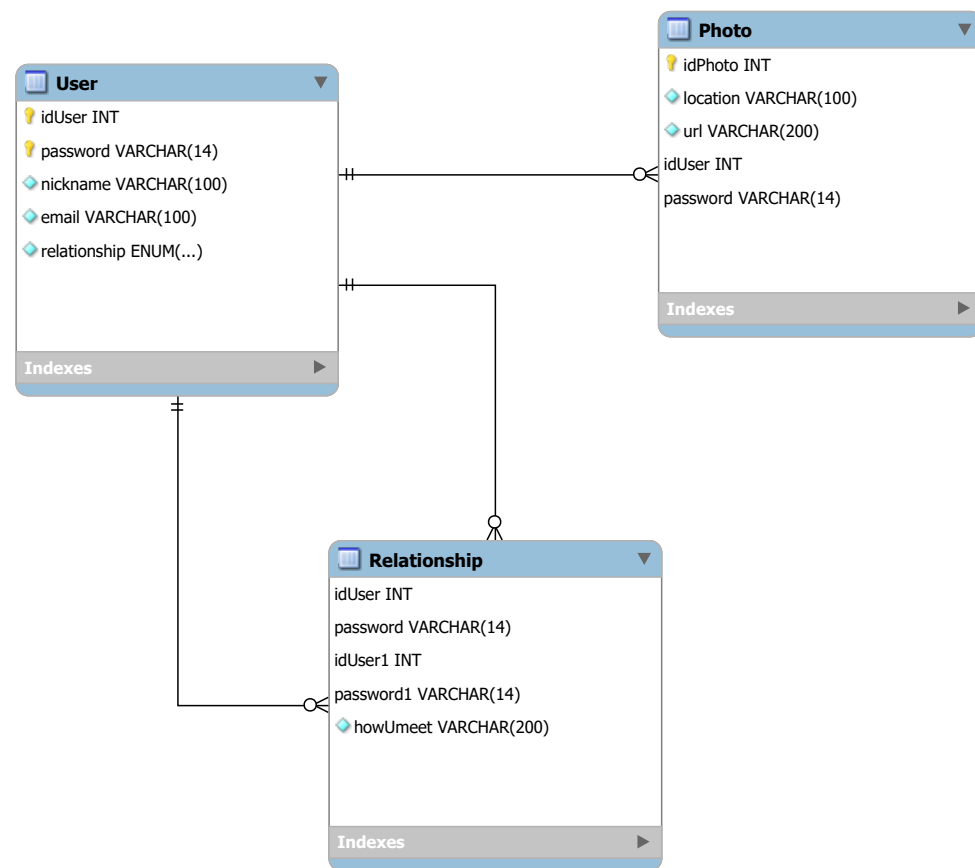 User
idUser INT
password VARCHAR(14)
nickname VARCHAR(100)
email VARCHAR(100)
relationship ENUM(...)
Indexes
Photo
idPhoto INT
location VARCHAR(100)
url VARCHAR(200)
idUser INT
password VARCHAR(14)
Indexes
Relationship
idUser INT
password VARCHAR(14)
idUser1 INT
password1 VARCHAR(14)
howUmeet VARCHAR(200)
Indexes